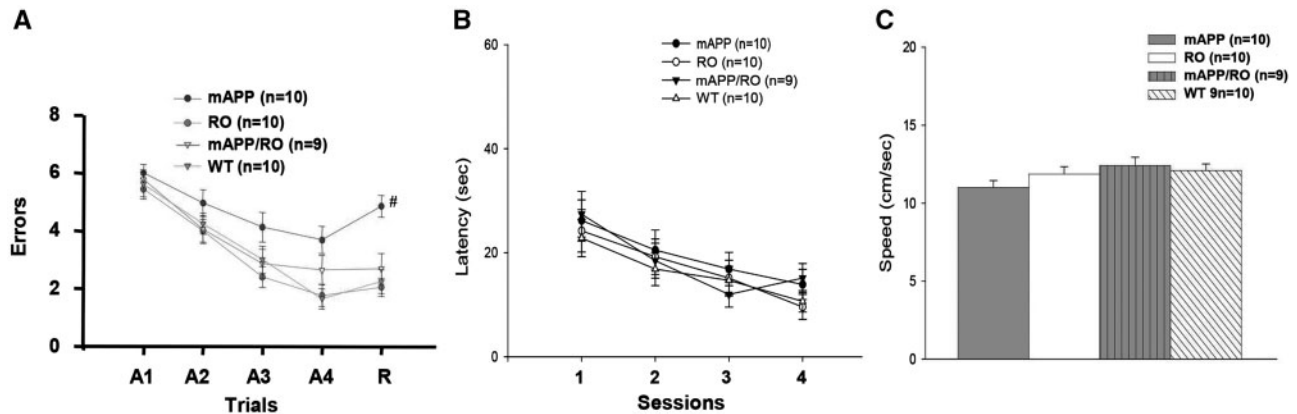 A
mAPP (n=10)
RO (n=10)
mAPP/RO (n=9)
WT (n=10)
8
6
4
2
0
Errors
#
A1 A2 A3 A4 R
Trials
B
mAPP (n=10)
RO (n=10)
mAPP/RO (n=9)
WT (n=10)
60
40
20
0
Latency (sec)
1 2 3 4
Sessions
C
mAPP (n=10)
RO (n=10)
mAPP/RO (n=9)
WT 9n=10)
20
15
10
5
0
Speed (cm/sec)